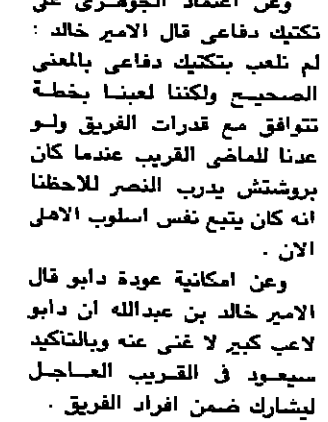 وعن اعتماد الجوهرى على
تكتيك دفاعى قال الامير خالد :
لم نلعب بتكتيك دفاعى بالمعنى
الصحيح ولكننا لعبنا بخطة
تتوافق مع قدرات الفريق ولو
عدنا للماضى القريب عندما كان
بروشتش يدرب النصر للاحظنا
انه كان يتبع نفس اسلوب الاهلى
الان .
وعن امكانية عودة دابو قال
الامير خالد بن عبدالله ان دابو
لاعب كبير لا غنى عنه وبالتاكيد
سيعود فى القريب العاجل
ليشارك ضمن افراد الفريق .